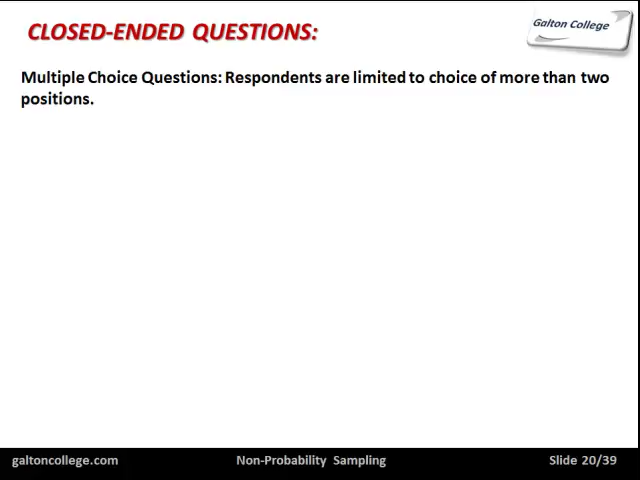 CLOSED-ENDED QUESTIONS:
Galton College
Multiple Choice Questions: Respondents are limited to choice of more than two
positions.
galtoncollege.com
Non-Probability Sampling
Slide 20/39